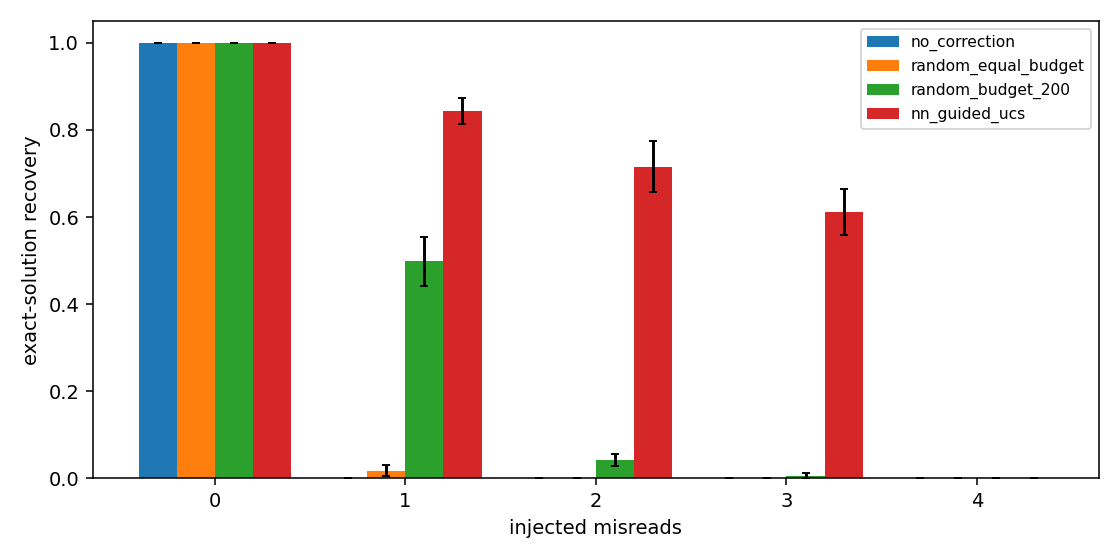 no_correction
random_equal_budget
random_budget_200
nn_guided_ucs
exact-solution recovery
1.0
0.8
0.6
0.4
0.2
0.0
0 1 2 3 4
injected misreads